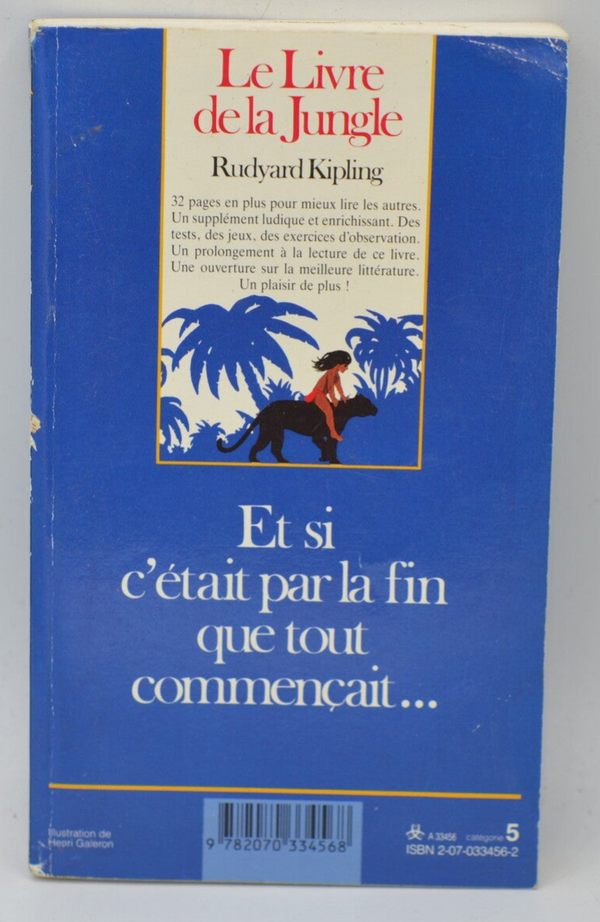 Le Livre
de la Jungle
Rudyard Kipling
32 pages en plus pour mieux lire les autres.
Un supplément ludique et enrichissant. Des
tests, des jeux, des exercices d'observation.
Un prolongement à la lecture de ce livre.
Une ouverture sur la meilleure littérature.
Un plaisir de plus !
Et si
c'était par la fin
que tout
commençait...
Illustration de
Henri Galeron
9 782070 334568
A 33456 catégorie 5
ISBN 2-07-033456-2